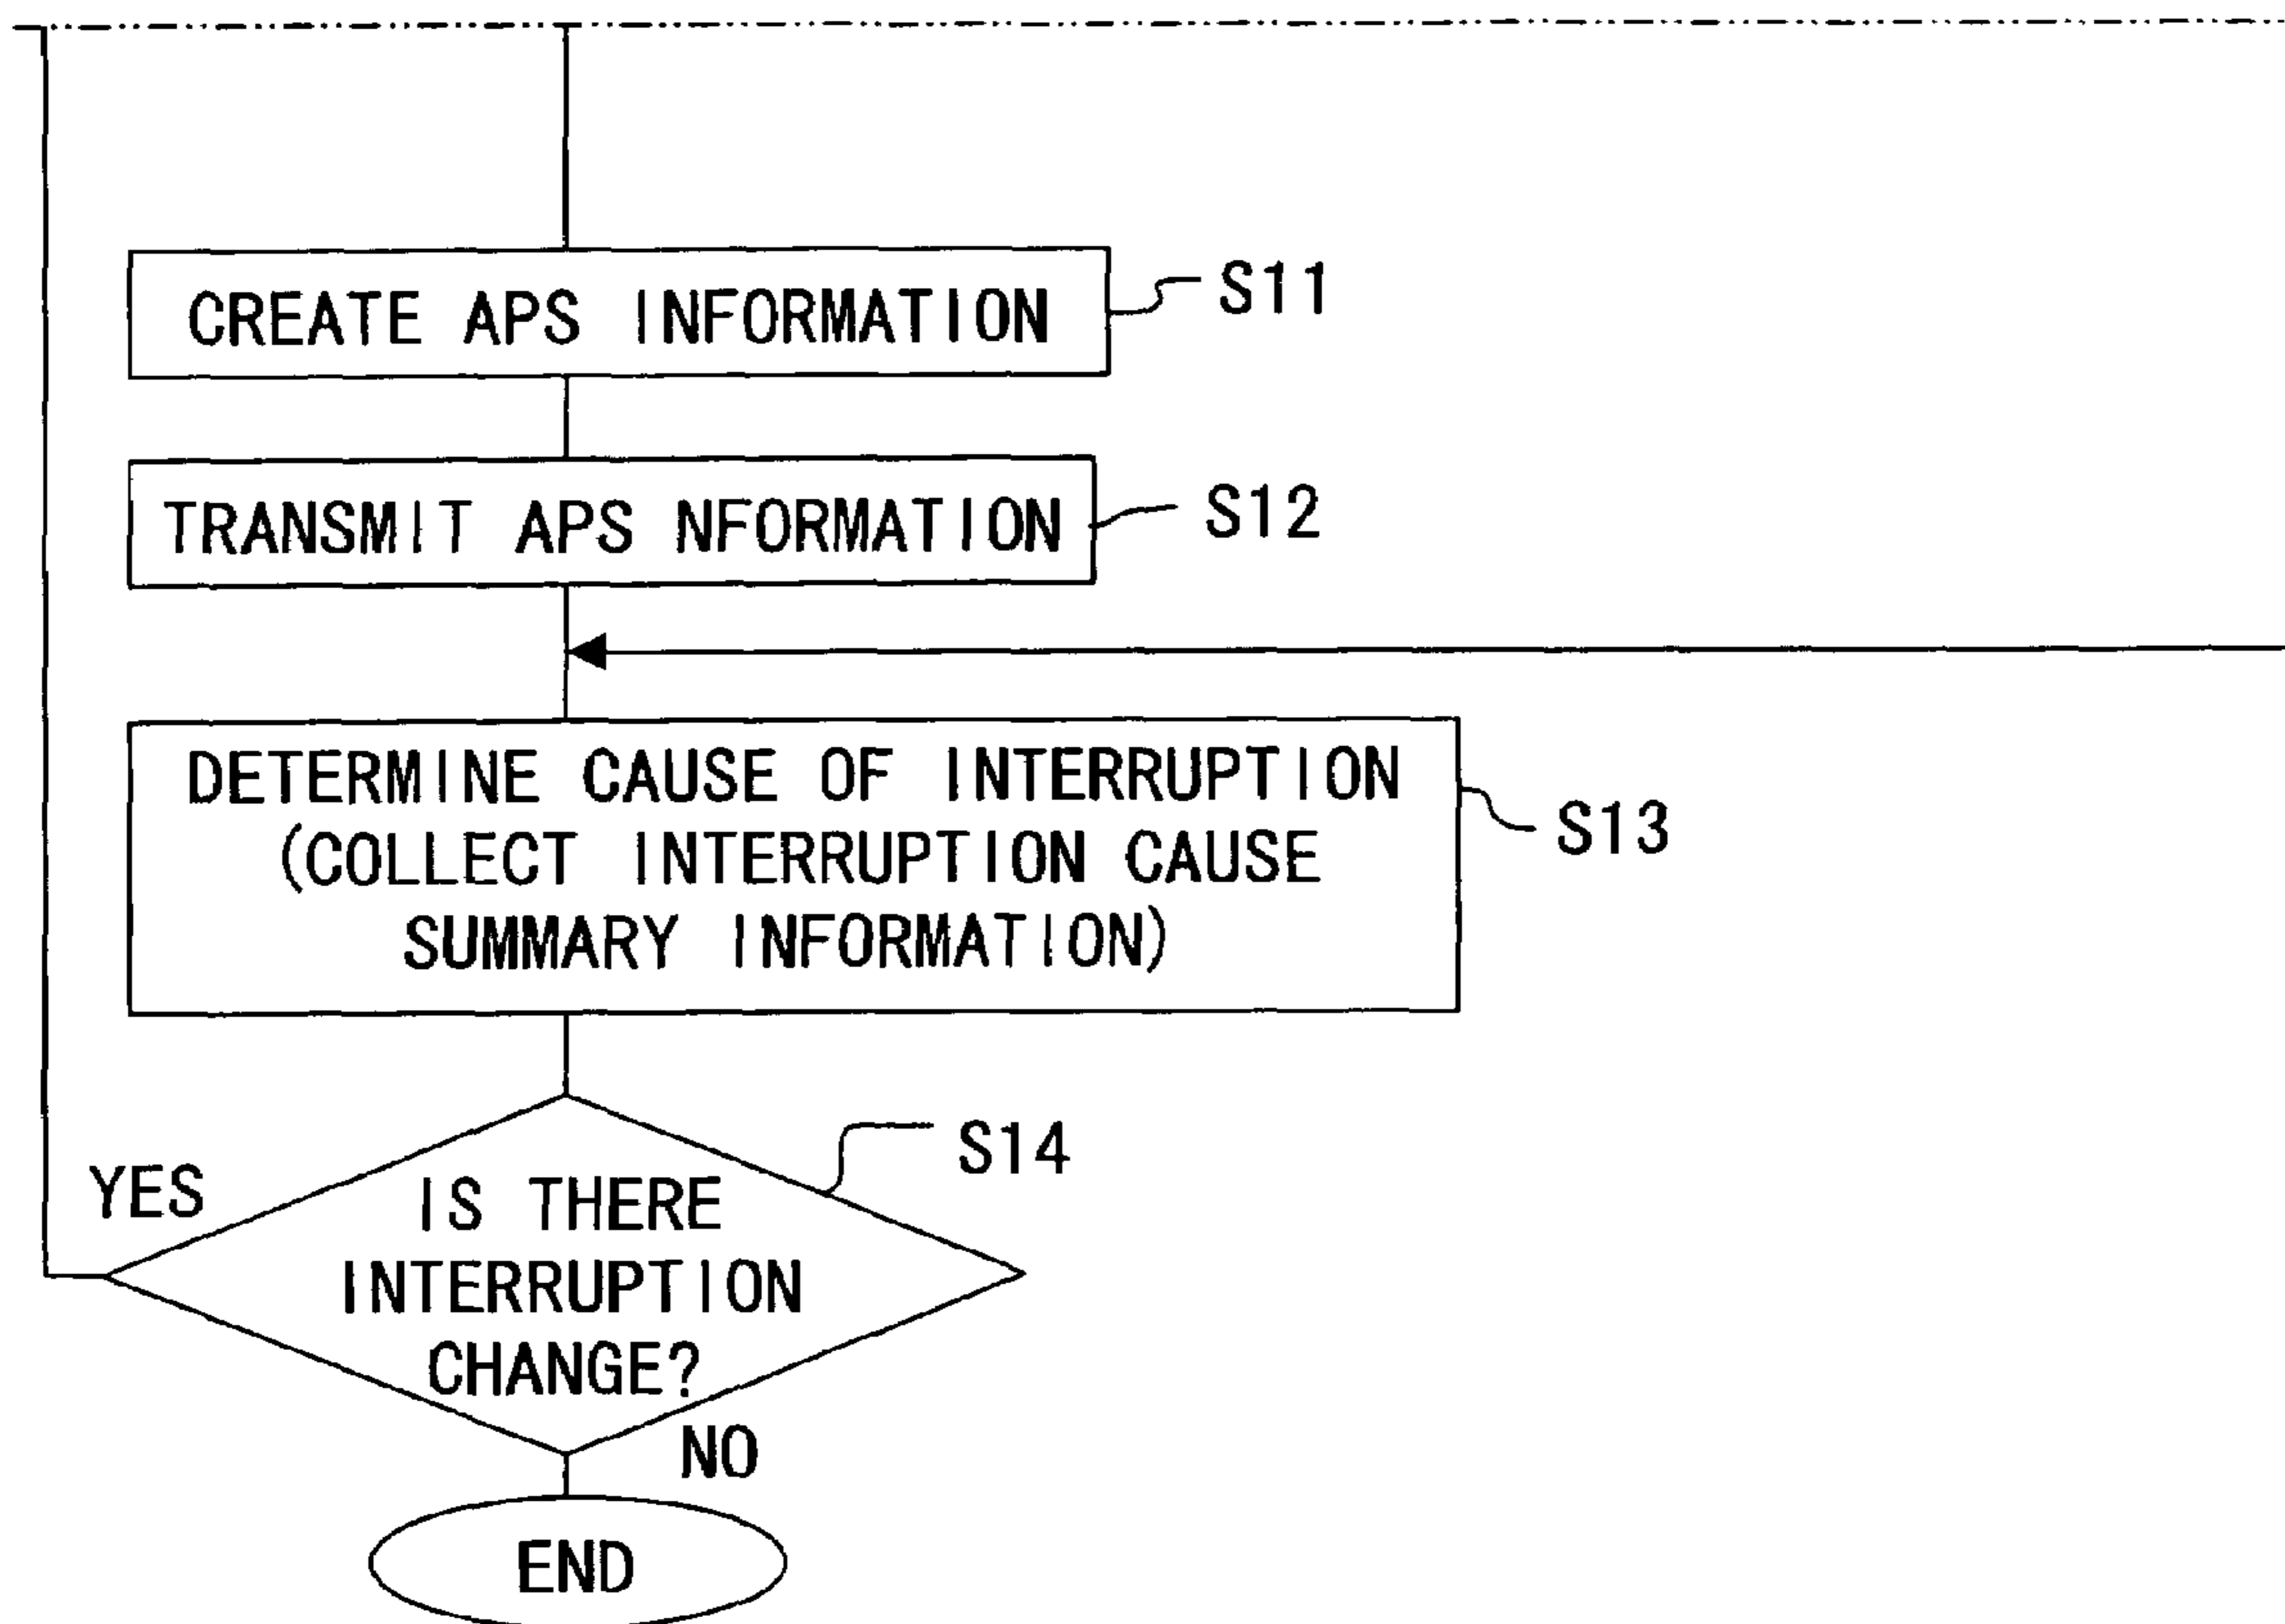 CREATE APS INFORMATION
S11
TRANSMIT APS NFORMATION
S12
DETERMINE CAUSE OF INTERRUPTION
(COLLECT INTERRUPTION CAUSE
SUMMARY INFORMATION)
S13
S14
YES
IS THERE
INTERRUPTION
CHANGE?
NO
END